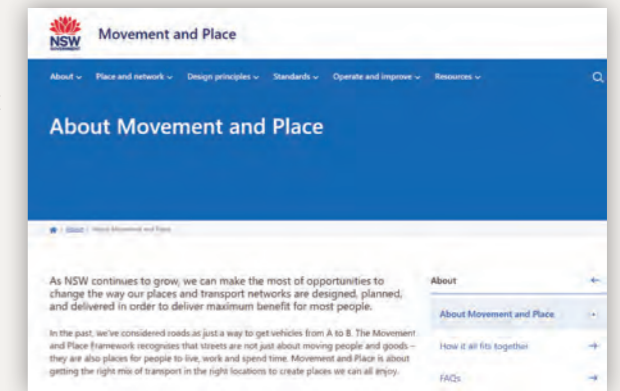 NSW
GOVERNMENT
Movement and Place
About
Place and network
Design principles
Standards
Operate and improve
Resources
About Movement and Place
About / About Movement and Place
As NSW continues to grow, we can make the most of opportunities to
change the way our places and transport networks are designed, planned,
and delivered in order to deliver maximum benefit for most people.
In the past, we've considered roads as just a way to get vehicles from A to B. The Movement
and Place Framework recognises that streets are not just about moving people and goods –
they are also places for people to live, work and spend time. Movement and Place is about
getting the right mix of transport in the right locations to create places we can all enjoy.
About
About Movement and Place
How it all fits together
FAQs